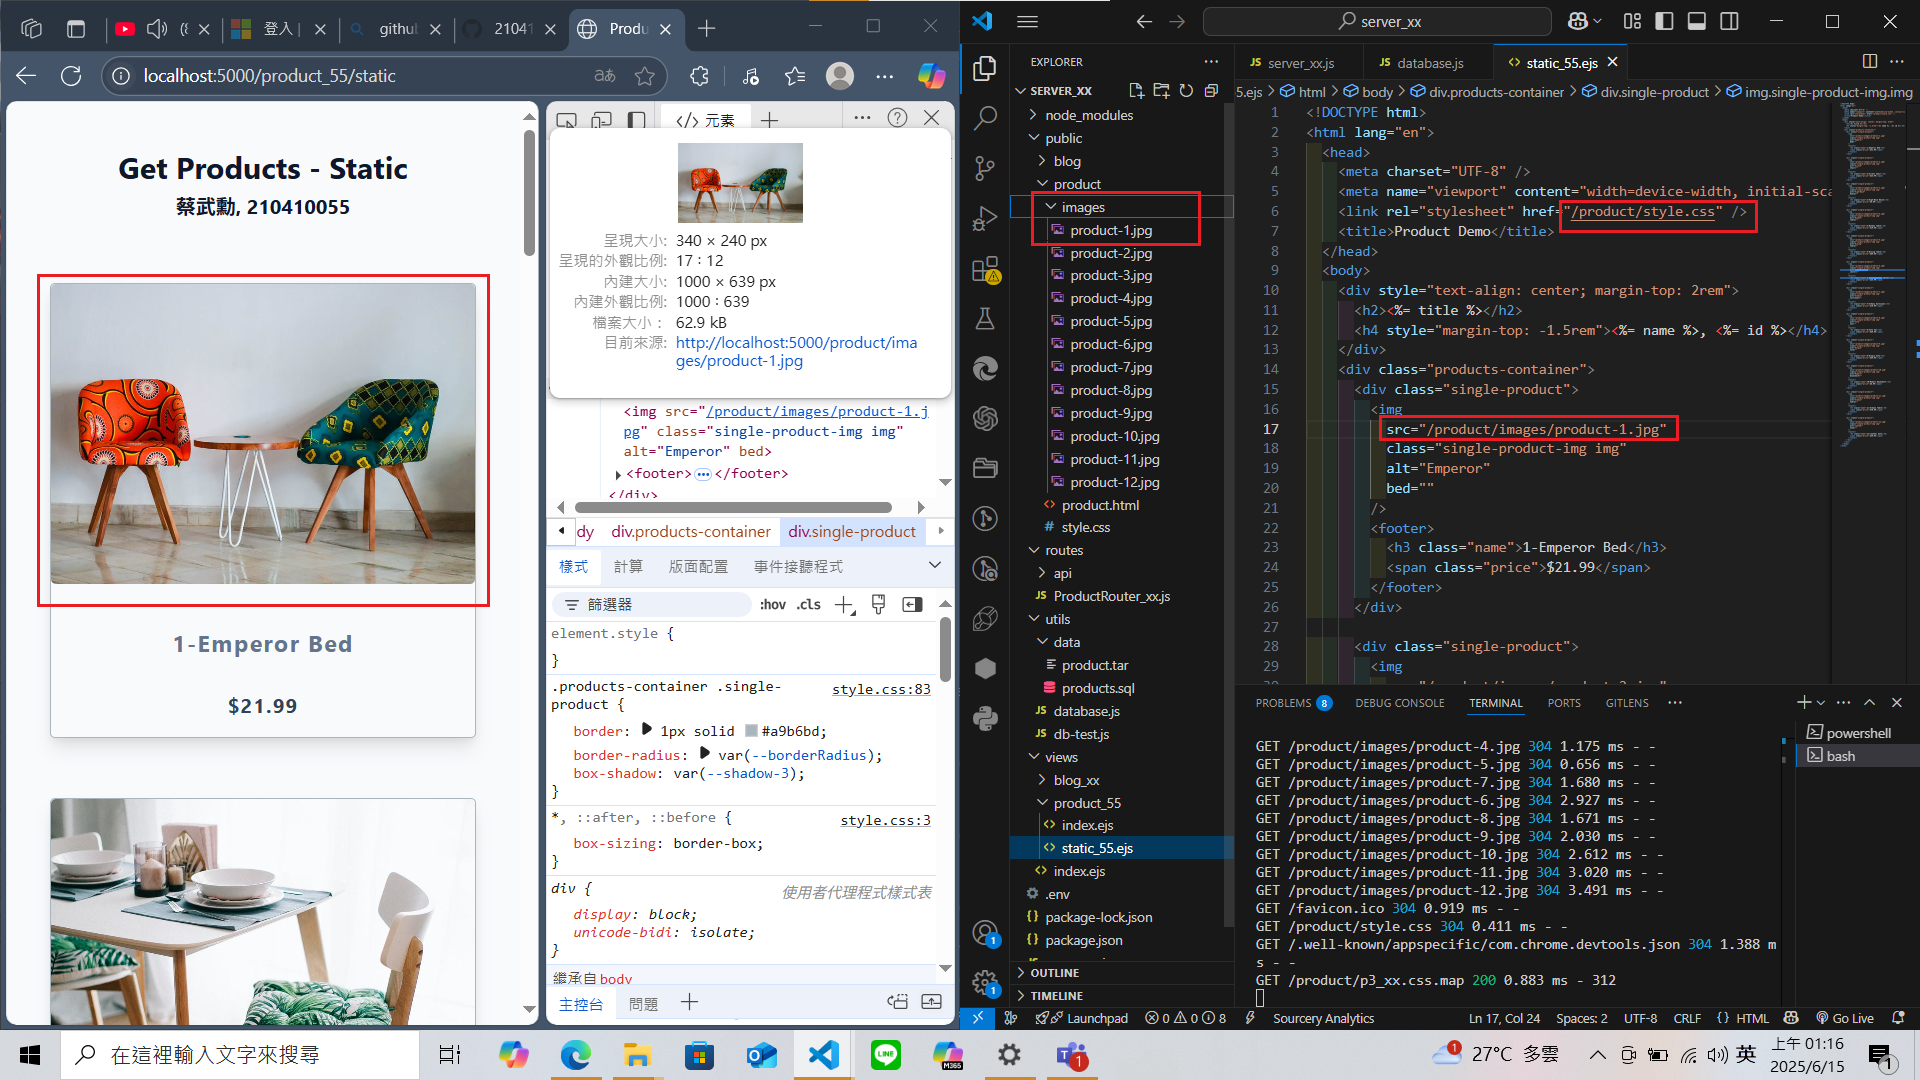 githu
2104
Produ
登入 |
localhost:5000/product_55/static
Get Products - Static
蔡武勳, 210410055
1-Emperor Bed
$21.99
元素
呈現大小: 340 × 240 px
呈現的外觀比例: 17 : 12
內建大小: 1000 × 639 px
內建外觀比例: 1000 : 639
檔案大小: 62.9 kB
目前來源: http://localhost:5000/product/ima
ges/product-1.jpg
<img src="/product/images/product-1.j
pg" class="single-product-img img"
alt="Emperor" bed>
<footer> ⋯ </footer>
</div>
dy div.products-container div.single-product
樣式 計算 版面配置 事件接聽程式
篩選器 :hov .cls
element.style {
}
.products-container .single- style.css:83
product {
border: 1px solid #a9b6bd;
border-radius: var(--borderRadius);
box-shadow: var(--shadow-3);
}
*, ::after, ::before { style.css:3
box-sizing: border-box;
}
div { 使用者代理程式樣式表
display: block;
unicode-bidi: isolate;
}
繼承自 body
主控台 問題
server_xx
EXPLORER
SERVER_XX
node_modules
public
blog
product
images
product-1.jpg
product-2.jpg
product-3.jpg
product-4.jpg
product-5.jpg
product-6.jpg
product-7.jpg
product-8.jpg
product-9.jpg
product-10.jpg
product-11.jpg
product-12.jpg
product.html
style.css
routes
api
ProductRouter_xx.js
utils
data
product.tar
products.sql
database.js
db-test.js
views
blog_xx
product_55
index.ejs
static_55.ejs
index.ejs
.env
package-lock.json
package.json
OUTLINE
TIMELINE
server_xx.js database.js static_55.ejs
5.ejs > html > body > div.products-container > div.single-product > img.single-product-img.img
1 <!DOCTYPE html>
2 <html lang="en">
3 <head>
4 <meta charset="UTF-8" />
5 <meta name="viewport" content="width=device-width, initial-sca
6 <link rel="stylesheet" href="/product/style.css" />
7 <title>Product Demo</title>
8 </head>
9 <body>
10 <div style="text-align: center; margin-top: 2rem">
11 <h2><%= title %></h2>
12 <h4 style="margin-top: -1.5rem"><%= name %>, <%= id %></h4>
13 </div>
14 <div class="products-container">
15 <div class="single-product">
16 <img
17 src="/product/images/product-1.jpg"
18 class="single-product-img img"
19 alt="Emperor"
20 bed=""
21 />
22 <footer>
23 <h3 class="name">1-Emperor Bed</h3>
24 <span class="price">$21.99</span>
25 </footer>
26 </div>
27
28 <div class="single-product">
29 <img
PROBLEMS 8 DEBUG CONSOLE TERMINAL PORTS GITLENS
GET /product/images/product-4.jpg 304 1.175 ms - -
GET /product/images/product-5.jpg 304 0.656 ms - -
GET /product/images/product-7.jpg 304 1.680 ms - -
GET /product/images/product-6.jpg 304 2.927 ms - -
GET /product/images/product-8.jpg 304 1.671 ms - -
GET /product/images/product-9.jpg 304 2.030 ms - -
GET /product/images/product-10.jpg 304 2.612 ms - -
GET /product/images/product-11.jpg 304 3.020 ms - -
GET /product/images/product-12.jpg 304 3.491 ms - -
GET /favicon.ico 304 0.919 ms - -
GET /product/style.css 304 0.411 ms - -
GET /.well-known/appspecific/com.chrome.devtools.json 304 1.388 m
s - -
GET /product/p3_xx.css.map 200 0.883 ms - 312
powershell
bash
Launchpad 0 0 8 Sourcery Analytics Ln 17, Col 24 Spaces: 2 UTF-8 CRLF {} HTML Go Live
在這裡輸入文字來搜尋
27°C 多雲
英
上午 01:16
2025/6/15